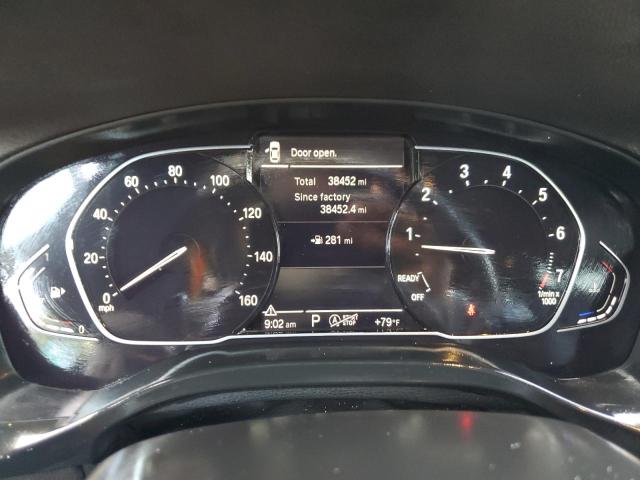 Door open.
Total 38452 mi
Since factory
38452.4 mi
281 mi
0 20 40 60 80 100 120 140 160
mph
1 2 3 4 5 6 7
1/min x
1000
READY
OFF
1
0
9:02 am P A STOP +79°F